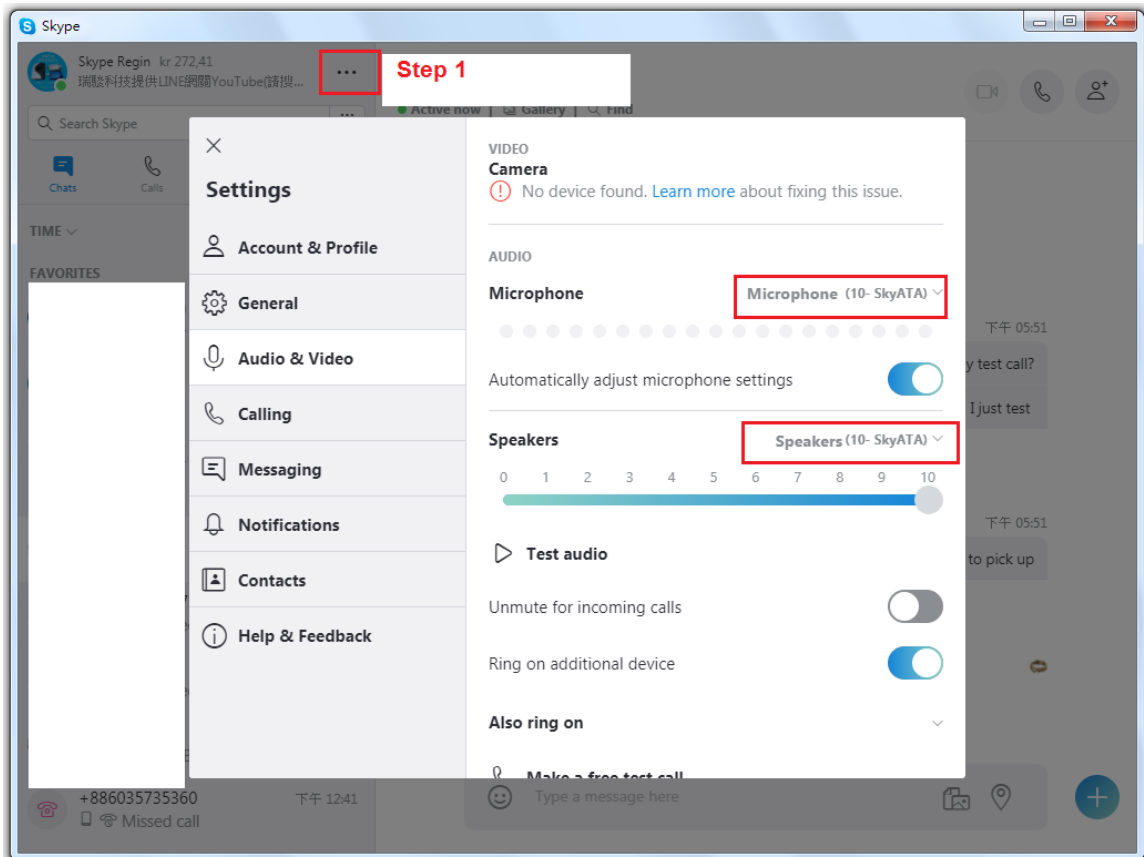 Skype
Skype Regin kr 272,41
瑞駿科技提供LINE網關YouTube(請搜...
...
Step 1
Active now | Gallery | Find
Search Skype
...
Chats
Calls
TIME
FAVORITES
Settings
Account & Profile
General
Audio & Video
Calling
Messaging
Notifications
Contacts
Help & Feedback
VIDEO
Camera
No device found. Learn more about fixing this issue.
AUDIO
Microphone
Microphone (10- SkyATA)
Automatically adjust microphone settings
Speakers
Speakers (10- SkyATA)
0 1 2 3 4 5 6 7 8 9 10
Test audio
Unmute for incoming calls
Ring on additional device
Also ring on
Make a free test call
下午 05:51
y test call?
I just test
下午 05:51
to pick up
+886035735360
下午 12:41
Missed call
Type a message here